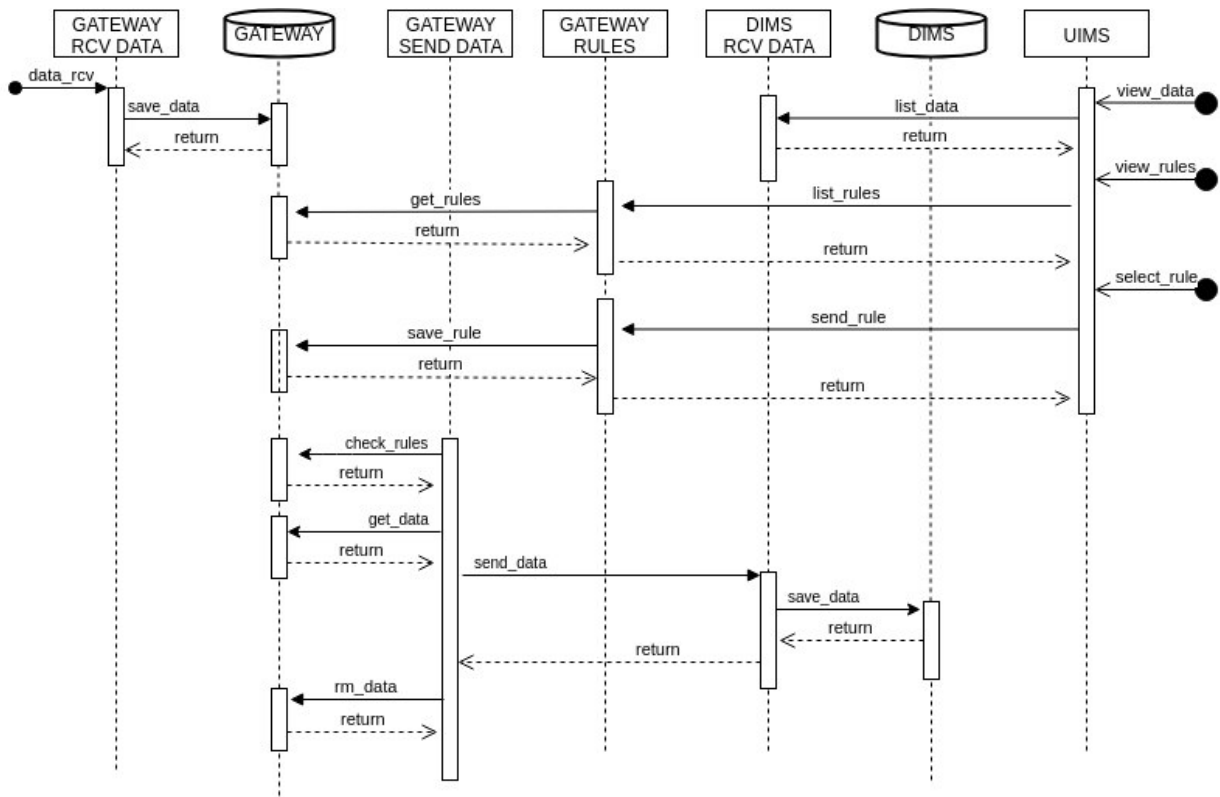 GATEWAY
RCV DATA
GATEWAY
GATEWAY
SEND DATA
GATEWAY
RULES
DIMS
RCV DATA
DIMS
UIMS
data_rcv
view_data
save_data
list_data
return
return
view_rules
get_rules
list_rules
return
return
select_rule
send_rule
save_rule
return
return
check_rules
return
get_data
return
send_data
save_data
return
return
rm_data
return